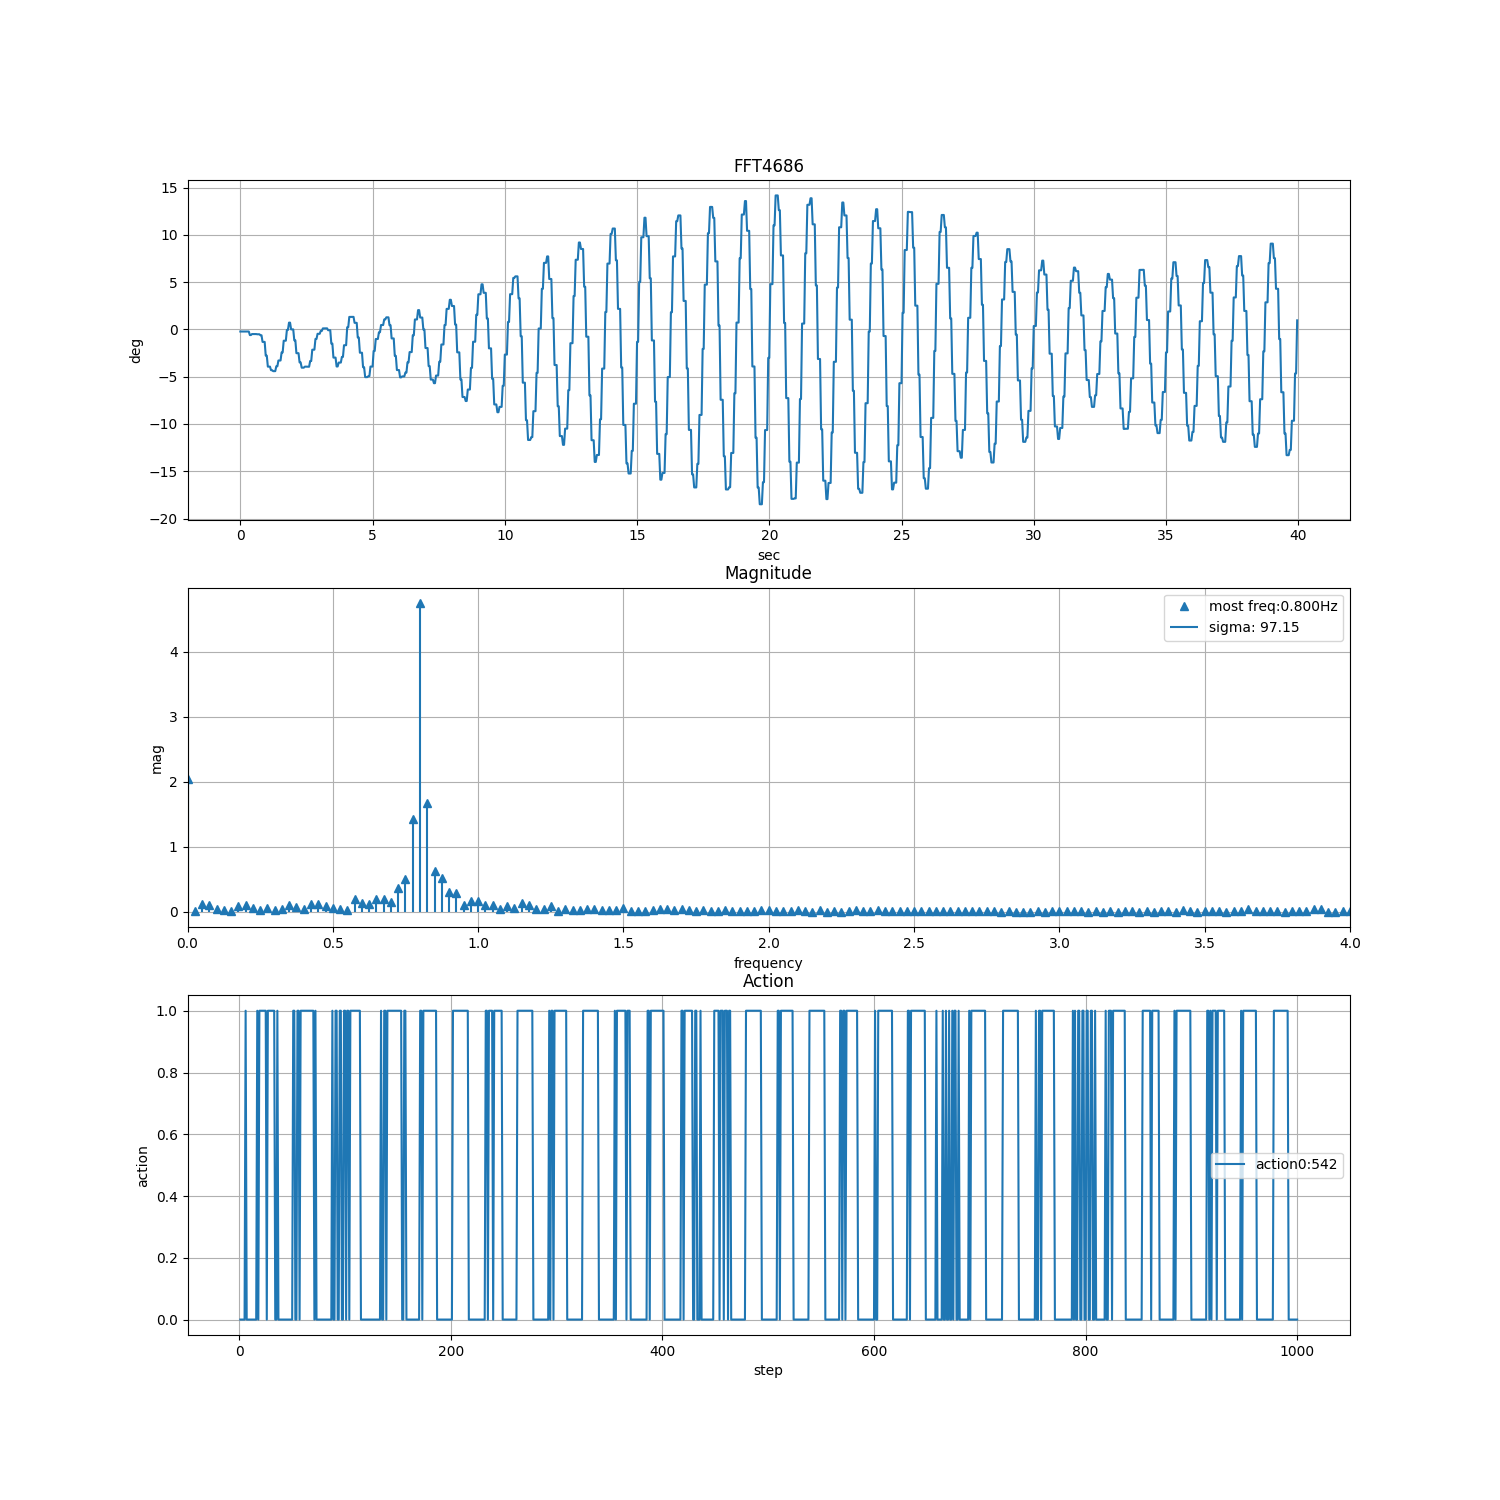 FFT4686
15
10
5
0
−5
−10
−15
−20
deg
0 5 10 15 20 25 30 35 40
sec
Magnitude
most freq:0.800Hz
sigma: 97.15
4
3
2
1
0
mag
0.0 0.5 1.0 1.5 2.0 2.5 3.0 3.5 4.0
frequency
Action
1.0
0.8
0.6
0.4
0.2
0.0
action
action0:542
0 200 400 600 800 1000
step